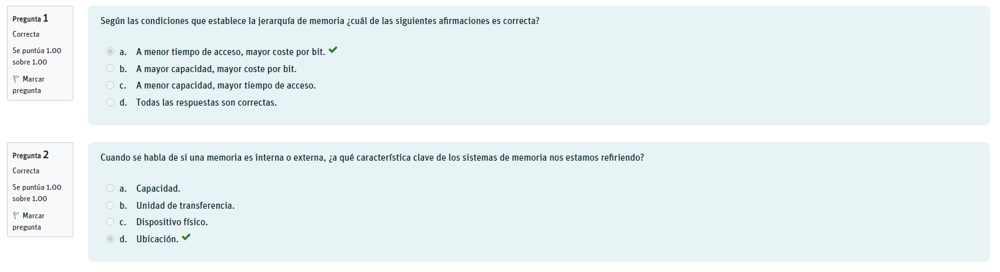 Pregunta 1
Correcta
Se puntúa 1.00
sobre 1.00
Marcar
pregunta
Según las condiciones que establece la jerarquía de memoria ¿cuál de las siguientes afirmaciones es correcta?
a. A menor tiempo de acceso, mayor coste por bit.
b. A mayor capacidad, mayor coste por bit.
c. A menor capacidad, mayor tiempo de acceso.
d. Todas las respuestas son correctas.
Pregunta 2
Correcta
Se puntúa 1.00
sobre 1.00
Marcar
pregunta
Cuando se habla de si una memoria es interna o externa, ¿a qué característica clave de los sistemas de memoria nos estamos refiriendo?
a. Capacidad.
b. Unidad de transferencia.
c. Dispositivo físico.
d. Ubicación.